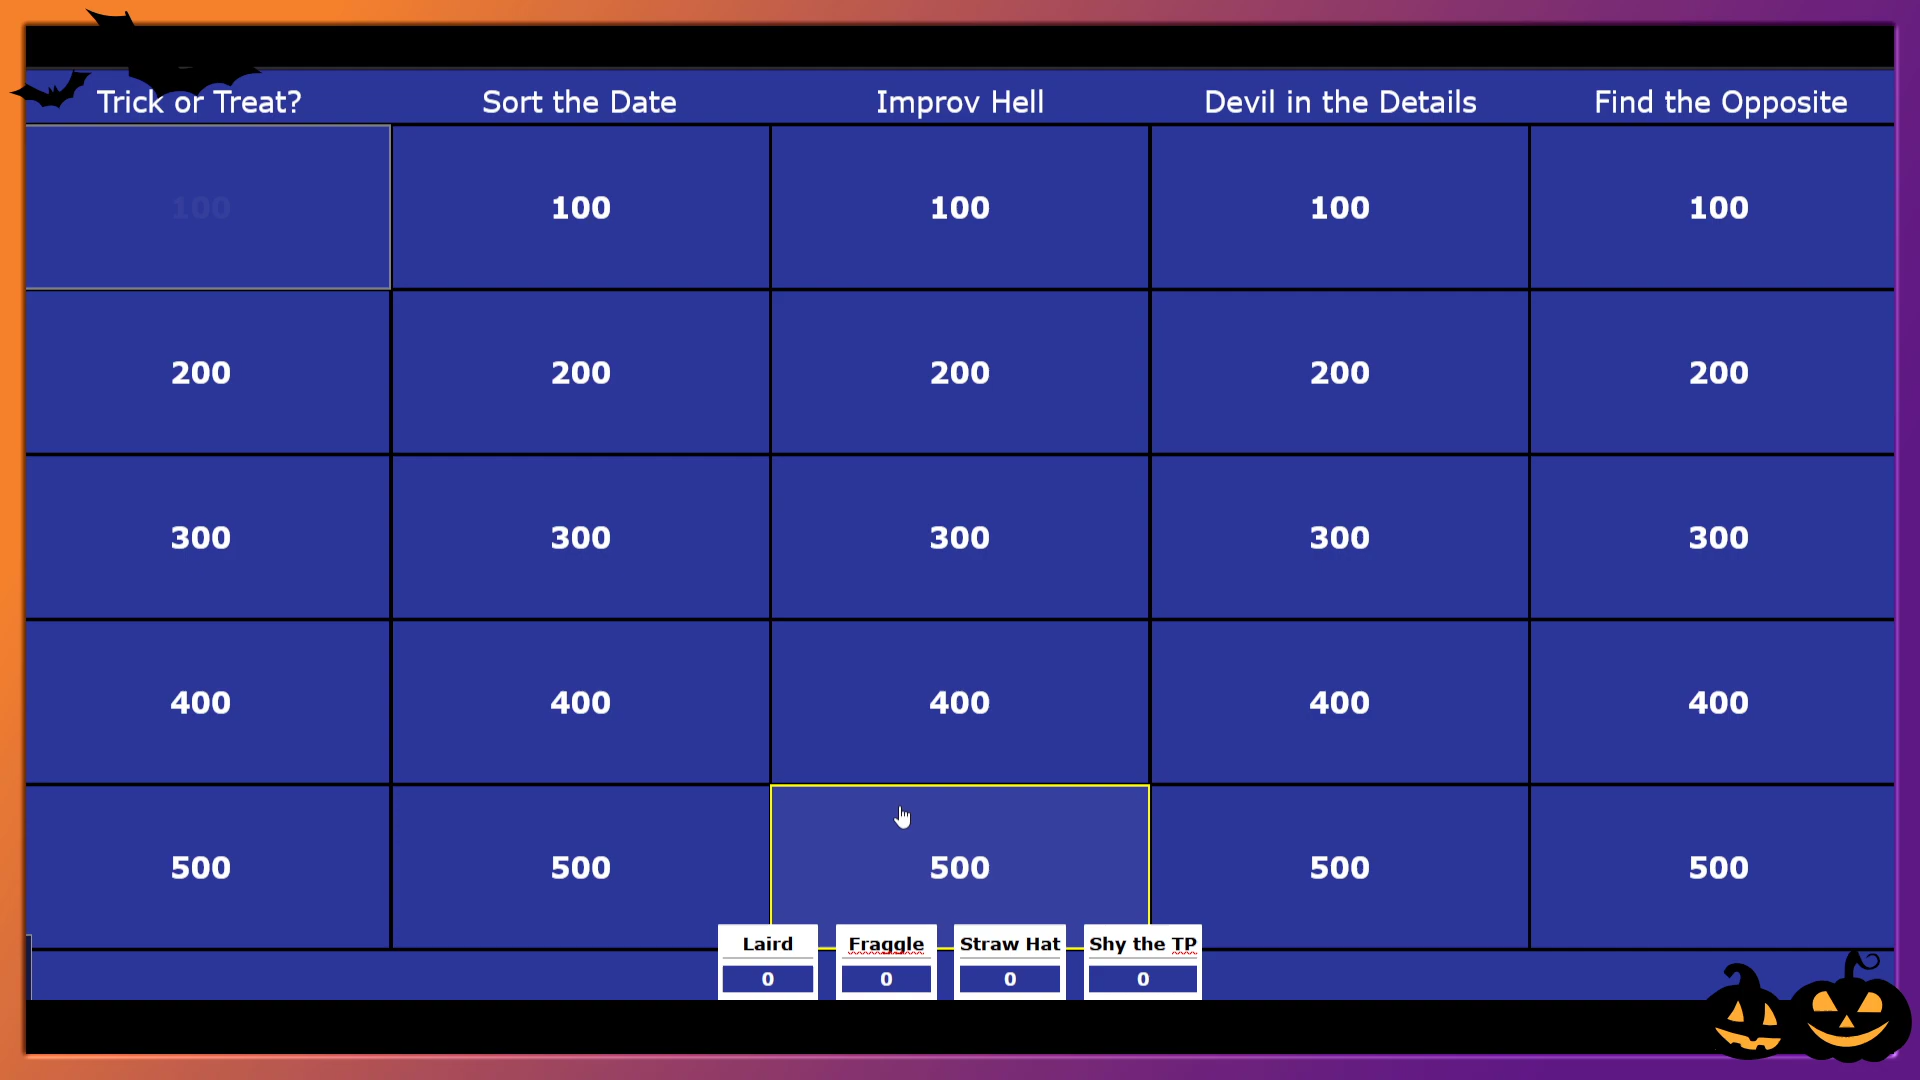 Trick or Treat? Sort the Date Improv Hell Devil in the Details Find the Opposite
100 100 100 100 100
200 200 200 200 200
300 300 300 300 300
400 400 400 400 400
500 500 500 500 500
Laird Fraggle Straw Hat Shy the TP
0 0 0 0